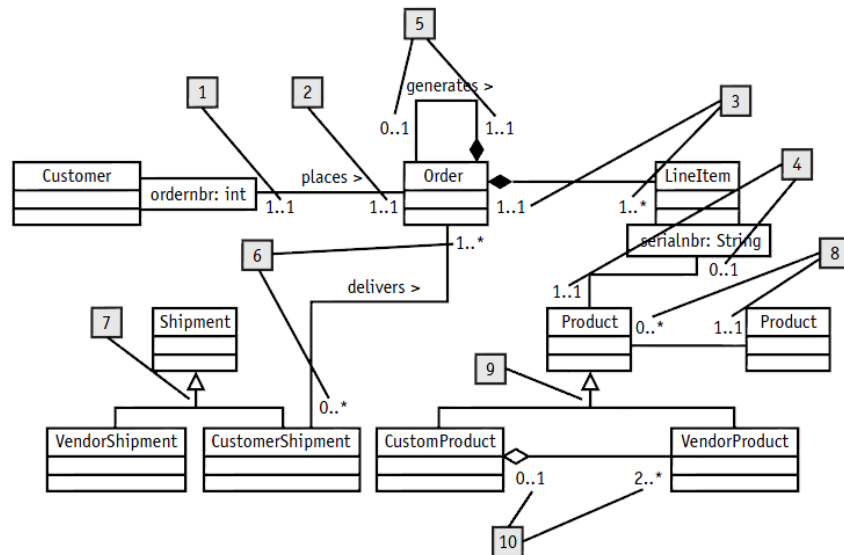 5
1
2
generates >
3
0..1
1..1
4
Customer
places >
Order
LineItem
ordernbr: int
1..1
1..1
1..1
1..*
serialnbr: String
6
1..*
0..1
8
delivers >
1..1
7
Shipment
Product
0..*
1..1
Product
9
0..*
VendorShipment
CustomerShipment
CustomProduct
VendorProduct
0..1
2..*
10